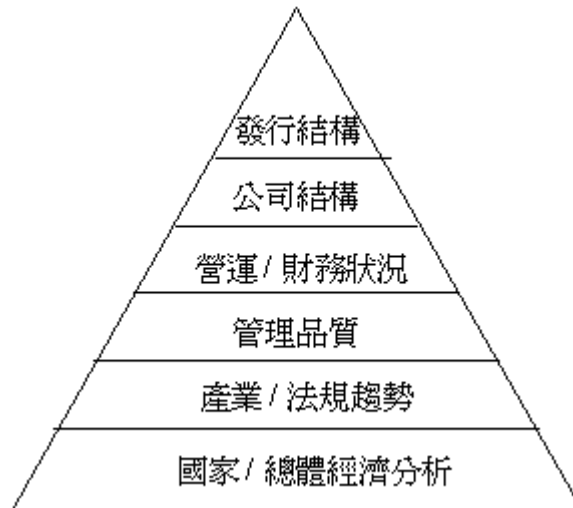 發行結構
公司結構
營運 / 財務狀況
管理品質
產業 / 法規趨勢
國家 / 總體經濟分析